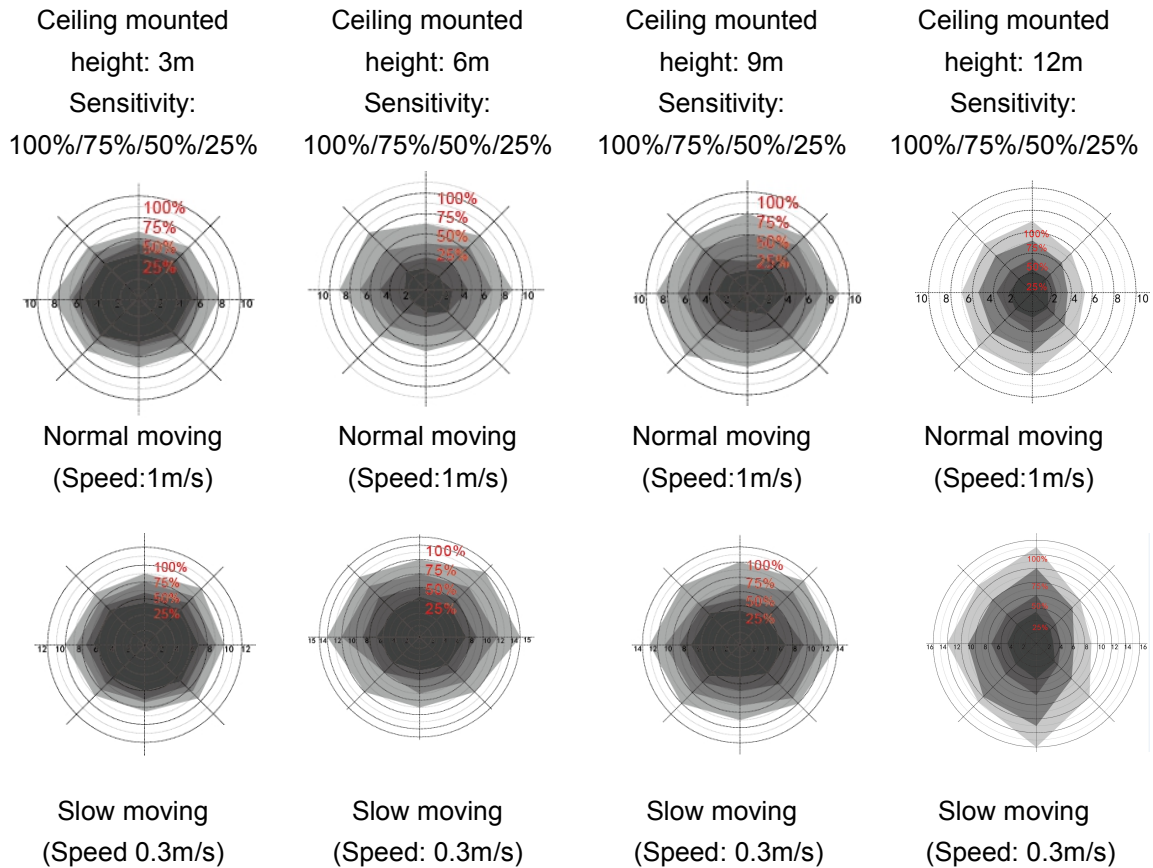 Ceiling mounted
height: 3m
Sensitivity:
100%/75%/50%/25%
Ceiling mounted
height: 6m
Sensitivity:
100%/75%/50%/25%
Ceiling mounted
height: 9m
Sensitivity:
100%/75%/50%/25%
Ceiling mounted
height: 12m
Sensitivity:
100%/75%/50%/25%
100%
75%
50%
25%
10 8 6 4 2 2 4 6 8 10
Normal moving
(Speed:1m/s)
100%
75%
50%
25%
10 8 6 4 2 2 4 6 8 10
Normal moving
(Speed:1m/s)
100%
75%
50%
25%
10 8 6 4 2 2 4 6 8 10
Normal moving
(Speed:1m/s)
100%
75%
50%
25%
10 8 6 4 2 2 4 6 8 10
Normal moving
(Speed:1m/s)
100%
75%
50%
25%
12 10 8 8 10 12
Slow moving
(Speed 0.3m/s)
100%
75%
50%
25%
15 14 12 10 10 12 14 15
Slow moving
(Speed: 0.3m/s)
100%
75%
50%
25%
14 12 10 8 8 10 12 14
Slow moving
(Speed: 0.3m/s)
100%
75%
50%
25%
16 14 12 10 8 6 4 2 2 4 6 8 10 12 14 16
Slow moving
(Speed: 0.3m/s)